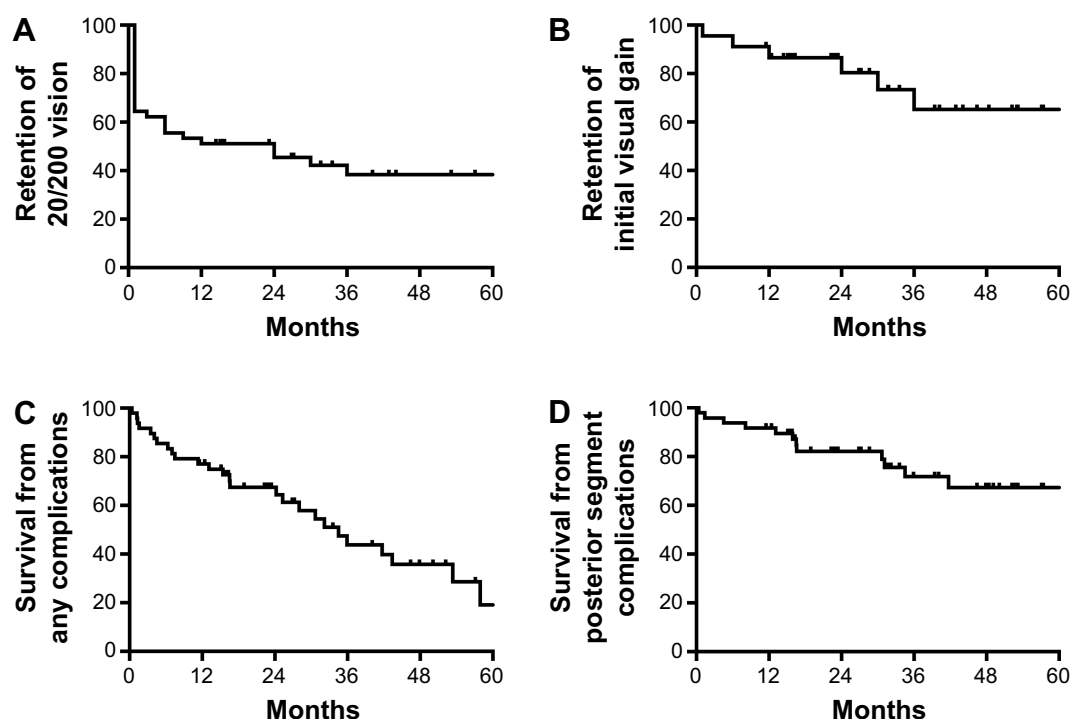 A
Retention of
20/200 vision
100
80
60
40
20
0
0 12 24 36 48 60
Months
B
Retention of
initial visual gain
100
80
60
40
20
0
0 12 24 36 48 60
Months
C
Survival from
any complications
100
80
60
40
20
0
0 12 24 36 48 60
Months
D
Survival from
posterior segment
complications
100
80
60
40
20
0
0 12 24 36 48 60
Months